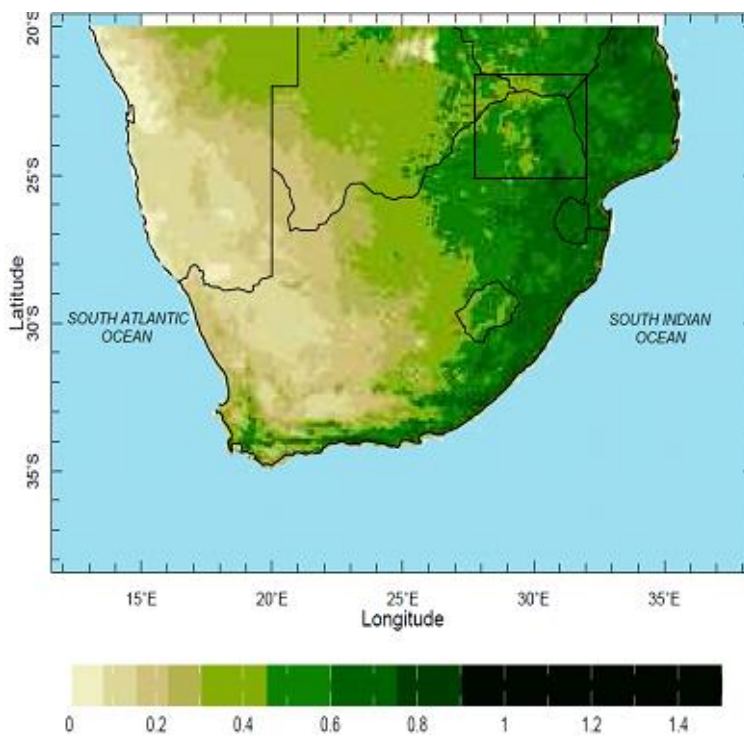 20°S
25°S
30°S
35°S
Latitude
SOUTH ATLANTIC
OCEAN
SOUTH INDIAN
OCEAN
15°E 20°E 25°E 30°E 35°E
Longitude
0 0.2 0.4 0.6 0.8 1 1.2 1.4